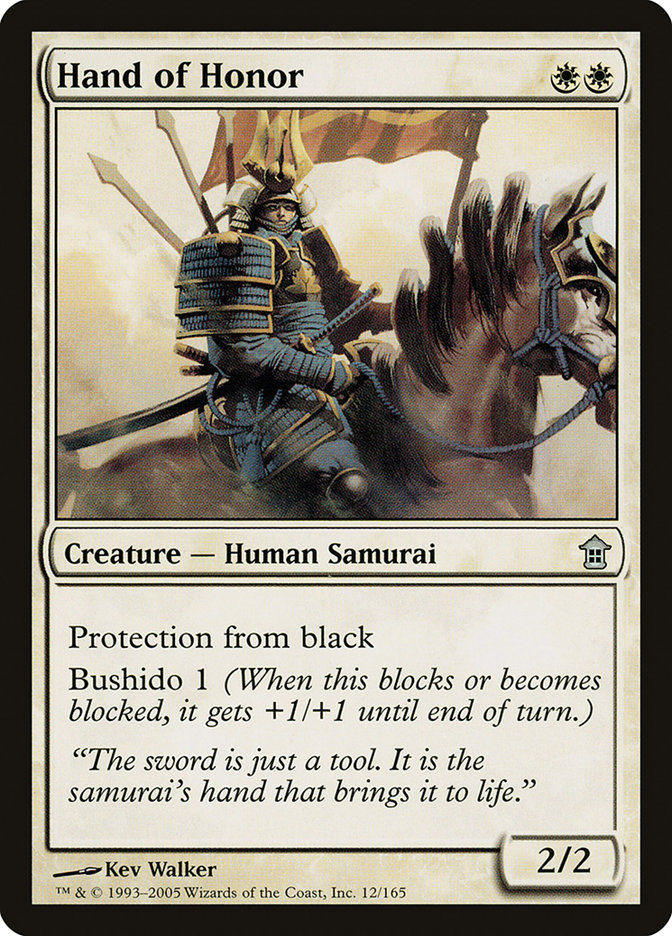 Hand of Honor
Creature — Human Samurai
Protection from black
Bushido 1 (When this blocks or becomes
blocked, it gets +1/+1 until end of turn.)
“The sword is just a tool. It is the
samurai’s hand that brings it to life.”
2/2
Kev Walker
™ & © 1993–2005 Wizards of the Coast, Inc. 12/165